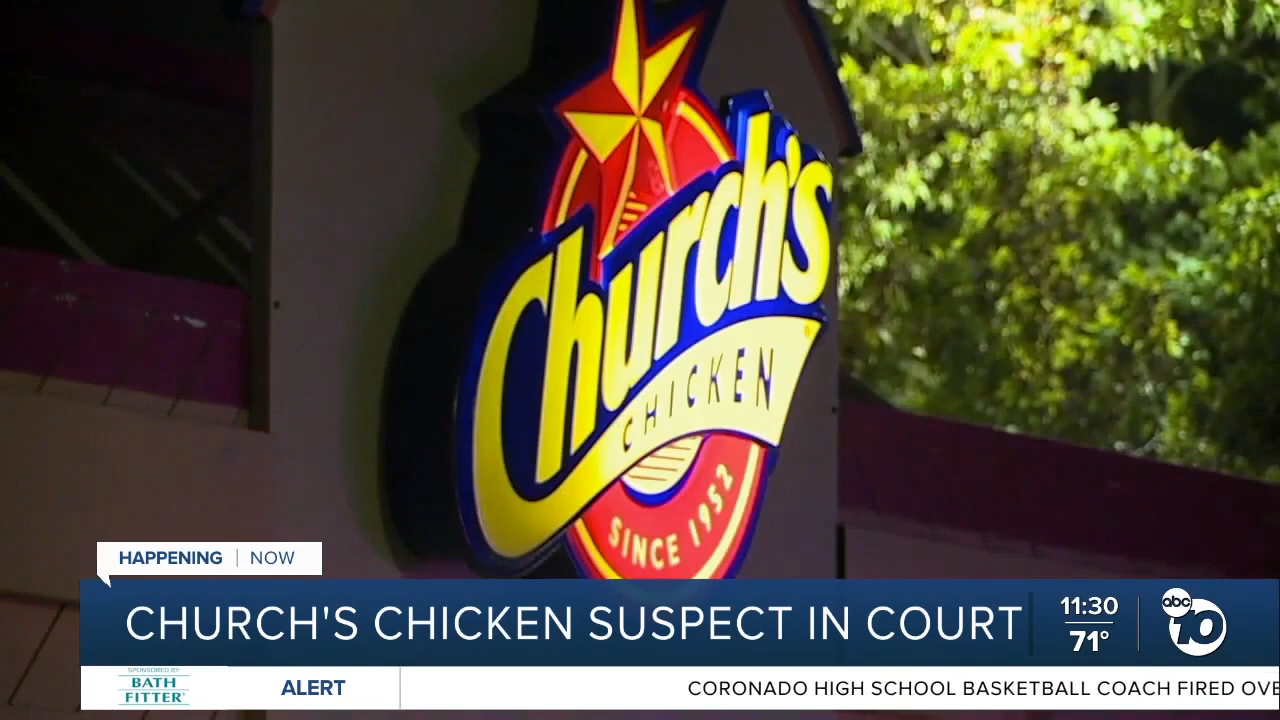 Church's
CHICKEN
SINCE 1952
HAPPENING | NOW
CHURCH'S CHICKEN SUSPECT IN COURT
11:30
71°
abc
10
SPONSORED BY:
BATH
FITTER®
ALERT
CORONADO HIGH SCHOOL BASKETBALL COACH FIRED OVE